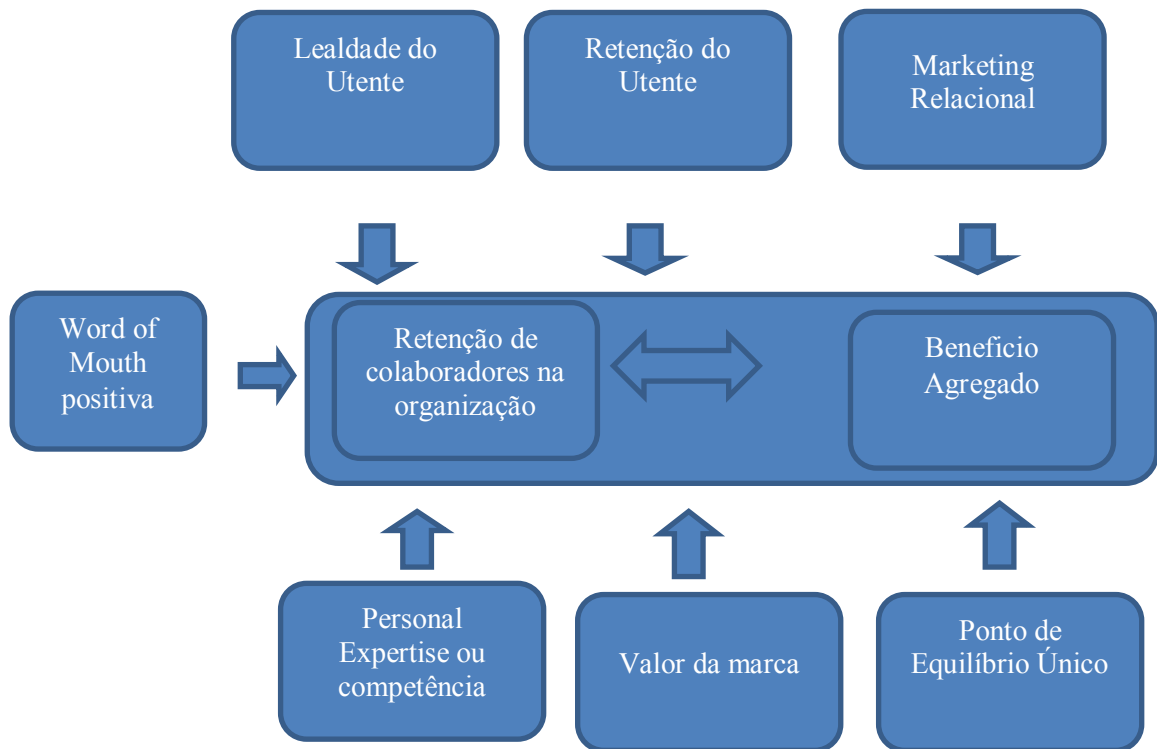 Lealdade do
Utente
Retenção do
Utente
Marketing
Relacional
Word of
Mouth
positiva
Retenção de
colaboradores na
organização
Benefício
Agregado
Personal
Expertise ou
competência
Valor da marca
Ponto de
Equilíbrio Único